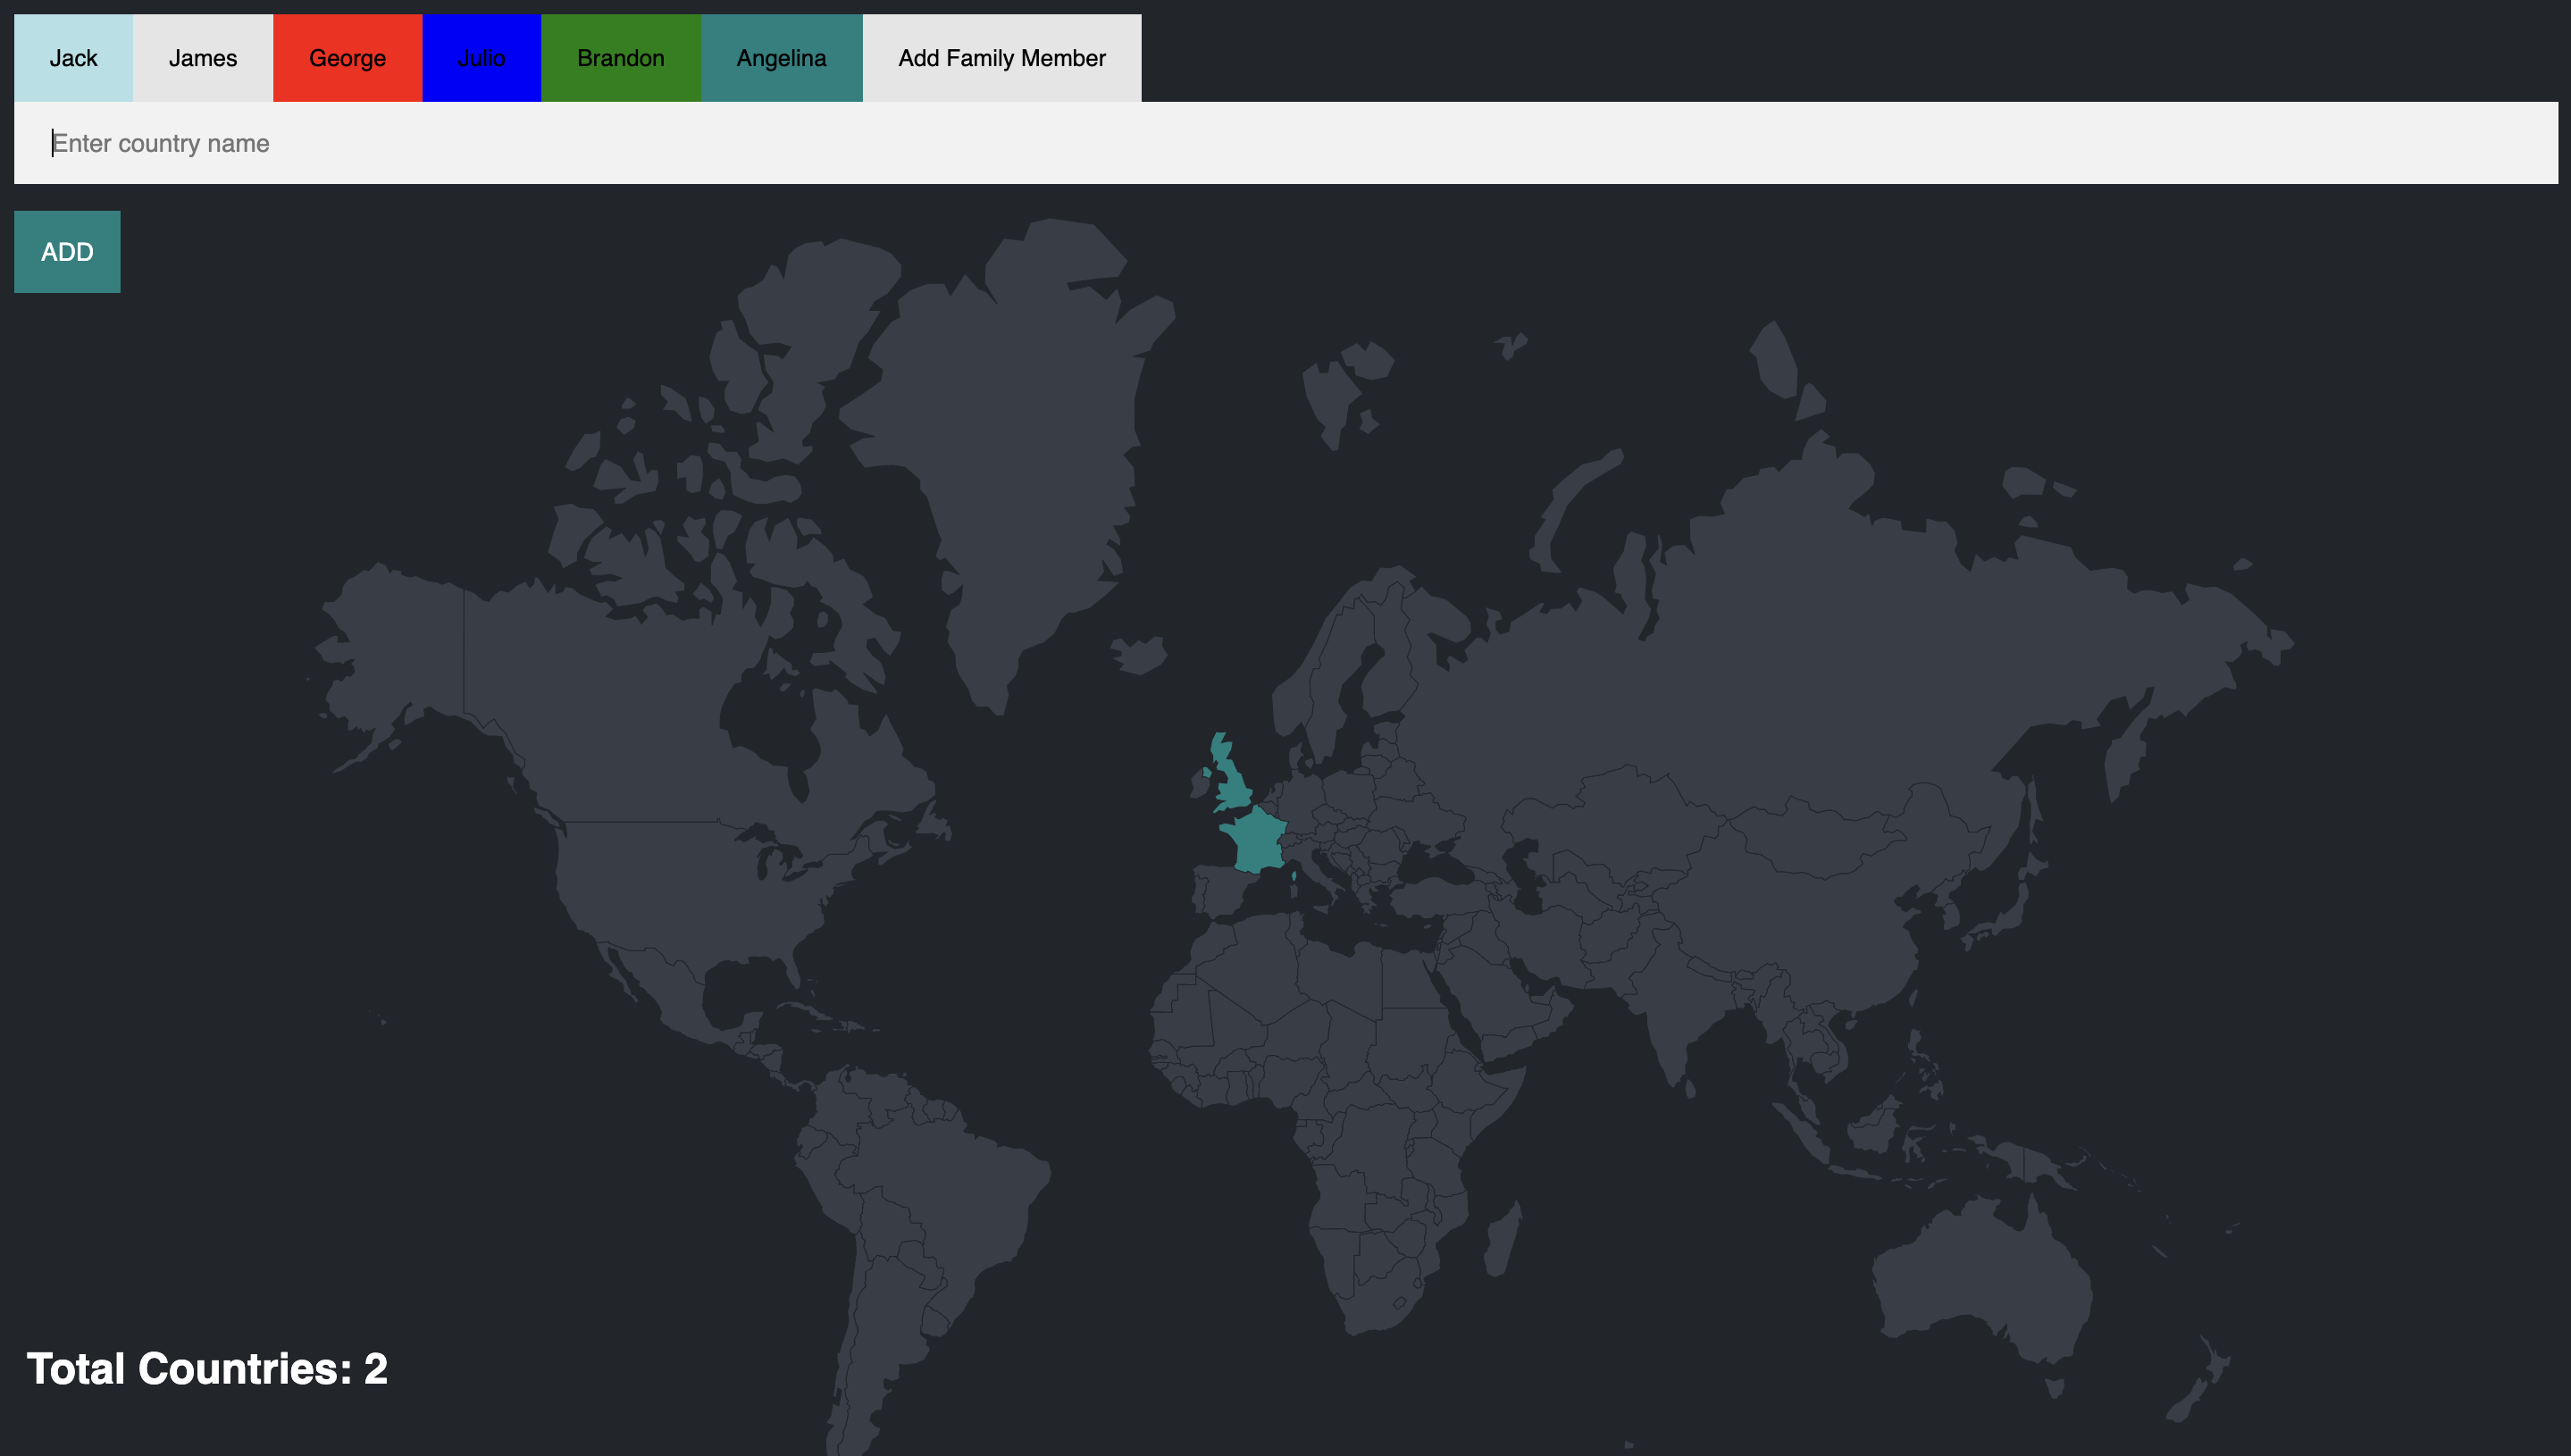 Jack James George Julio Brandon Angelina Add Family Member
Enter country name
ADD
Total Countries: 2